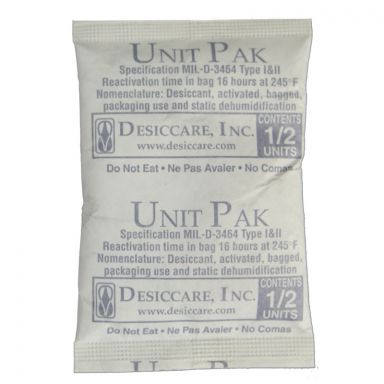 UNIT PAK
Specification MIL-D-3464 Type I&II
Reactivation time in bag 16 hours at 245°F
Nomenclature: Desiccant, activated, bagged,
packaging use and static dehumidification
DESICCARE, INC.
www.desiccare.com
CONTENTS
1/2
UNITS
Do Not Eat • Ne Pas Avaler • No Comas
UNIT PAK
Specification MIL-D-3464 Type I&II
Reactivation time in bag 16 hours at 245°F
Nomenclature: Desiccant, activated, bagged,
packaging use and static dehumidification
DESICCARE, INC.
www.desiccare.com
CONTENTS
1/2
UNITS
Do Not Eat • Ne Pas Avaler • No Comas